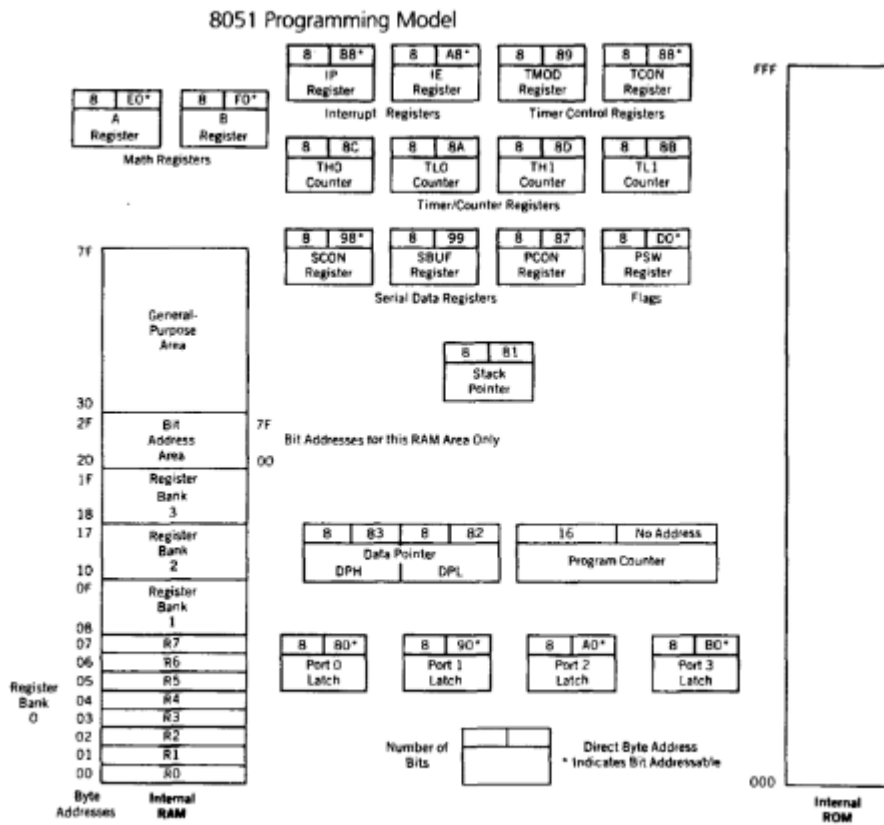 8051 Programming Model
8 B8* 8 A8* 8 89 8 88*
IP IE TMOD TCON
Register Register Register Register
Interrupt Registers Timer Control Registers
FFF
8 E0* 8 F0*
A B
Register Register
Math Registers
8 8C 8 8A 8 8D 8 8B
TH0 TL0 TH1 TL1
Counter Counter Counter Counter
Timer/Counter Registers
8 98* 8 99 8 87 8 D0*
SCON SBUF PCON PSW
Register Register Register Register
Serial Data Registers Flags
7F
General-
Purpose
Area
30
8 81
Stack
Pointer
2F Bit 7F
Address Bit Addresses for this RAM Area Only
20 Area 00
1F Register
Bank
18 3
17 Register
Bank
10 2
0F Register
Bank
08 1
8 83 8 82 16 No Address
Data Pointer Program Counter
DPH DPL
07 R7
06 R6
05 R5
04 R4
03 R3
02 R2
01 R1
00 R0
Register
Bank
0
Byte Internal
Addresses RAM
8 80* 8 90* 8 A0* 8 B0*
Port 0 Port 1 Port 2 Port 3
Latch Latch Latch Latch
Number of Direct Byte Address
Bits * Indicates Bit Addressable
000
Internal
ROM